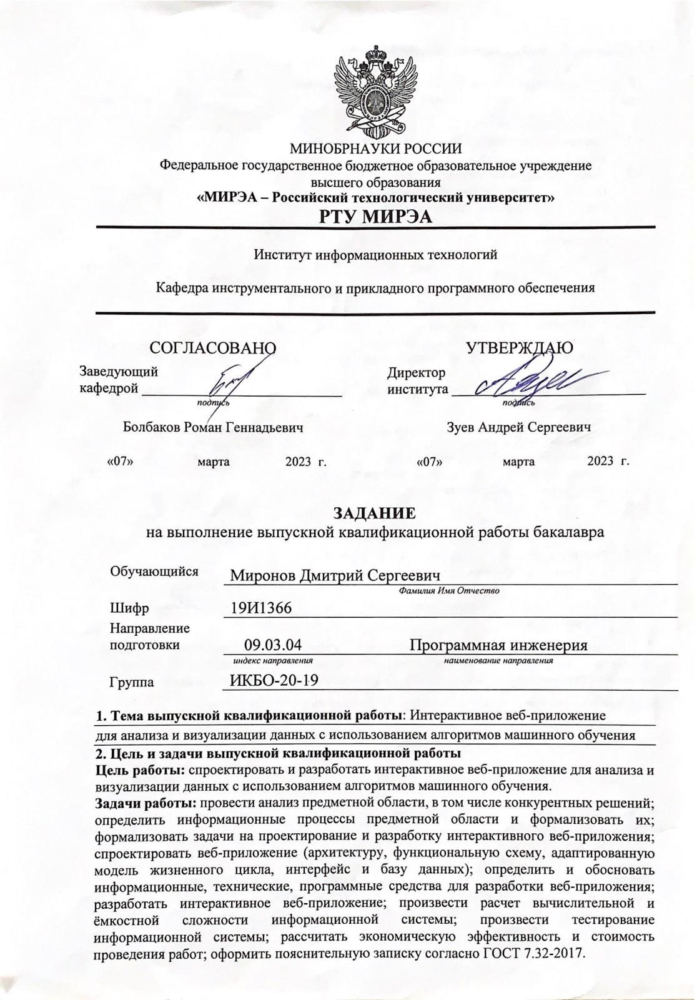 МИНОБРНАУКИ РОССИИ
Федеральное государственное бюджетное образовательное учреждение
высшего образования
«МИРЭА – Российский технологический университет»
РТУ МИРЭА
Институт информационных технологий
Кафедра инструментального и прикладного программного обеспечения
СОГЛАСОВАНО
Заведующий
кафедрой
подпись
Болбаков Роман Геннадьевич
«07» марта 2023 г.
УТВЕРЖДАЮ
Директор
института
подпись
Зуев Андрей Сергеевич
«07» марта 2023 г.
ЗАДАНИЕ
на выполнение выпускной квалификационной работы бакалавра
Обучающийся Миронов Дмитрий Сергеевич
Фамилия Имя Отчество
Шифр 19И1366
Направление
подготовки 09.03.04 Программная инженерия
индекс направления наименование направления
Группа ИКБО-20-19
1. Тема выпускной квалификационной работы: Интерактивное веб-приложение
для анализа и визуализации данных с использованием алгоритмов машинного обучения
2. Цель и задачи выпускной квалификационной работы
Цель работы: спроектировать и разработать интерактивное веб-приложение для анализа и
визуализации данных с использованием алгоритмов машинного обучения.
Задачи работы: провести анализ предметной области, в том числе конкурентных решений;
определить информационные процессы предметной области и формализовать их;
формализовать задачи на проектирование и разработку интерактивного веб-приложения;
спроектировать веб-приложение (архитектуру, функциональную схему, адаптированную
модель жизненного цикла, интерфейс и базу данных); определить и обосновать
информационные, технические, программные средства для разработки веб-приложения;
разработать интерактивное веб-приложение; произвести расчет вычислительной и
ёмкостной сложности информационной системы; произвести тестирование
информационной системы; рассчитать экономическую эффективность и стоимость
проведения работ; оформить пояснительную записку согласно ГОСТ 7.32-2017.